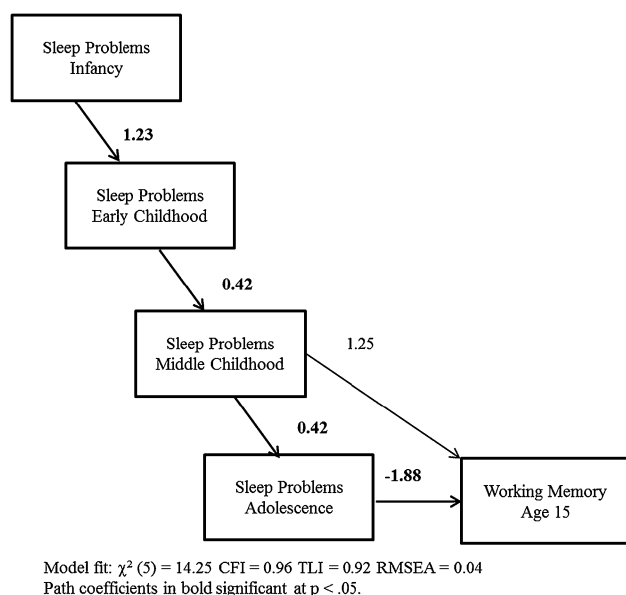 Sleep Problems
Infancy
1.23
Sleep Problems
Early Childhood
0.42
Sleep Problems
Middle Childhood
1.25
0.42
Sleep Problems
Adolescence
-1.88
Working Memory
Age 15
Model fit: χ² (5) = 14.25 CFI = 0.96 TLI = 0.92 RMSEA = 0.04
Path coefficients in bold significant at p < .05.